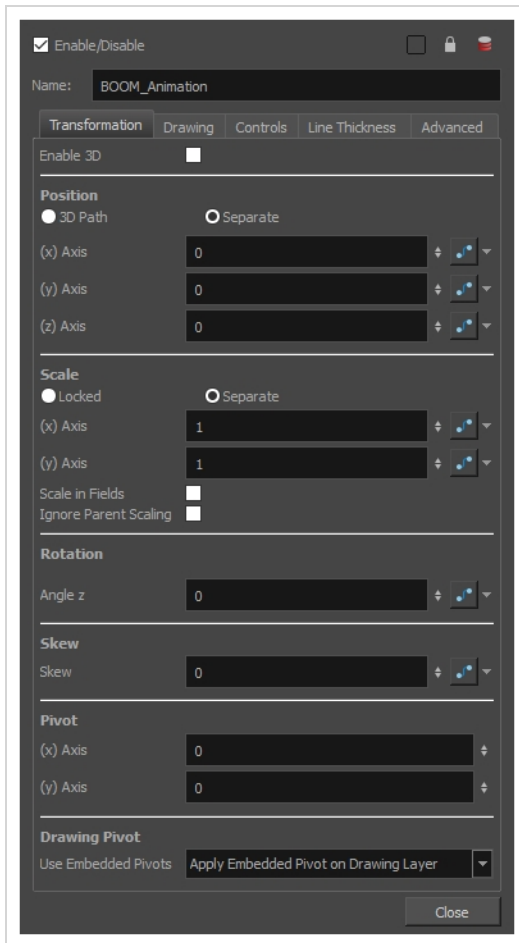 Enable/Disable
Name: BOOM_Animation
Transformation Drawing Controls Line Thickness Advanced
Enable 3D
Position
3D Path Separate
(x) Axis 0
(y) Axis 0
(z) Axis 0
Scale
Locked Separate
(x) Axis 1
(y) Axis 1
Scale in Fields
Ignore Parent Scaling
Rotation
Angle z 0
Skew
Skew 0
Pivot
(x) Axis 0
(y) Axis 0
Drawing Pivot
Use Embedded Pivots Apply Embedded Pivot on Drawing Layer
Close